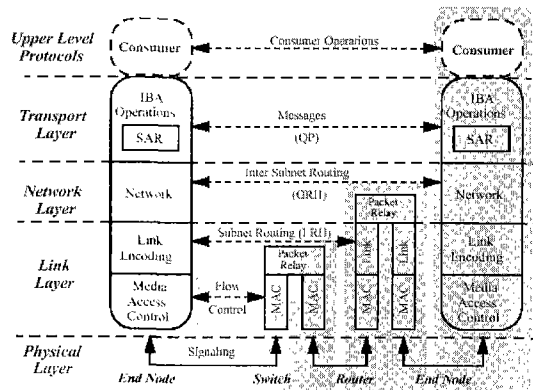 Upper Level
Protocols
Consumer
Consumer Operations
Consumer
Transport
Layer
IBA
Operations
SAR
Messages
(QP)
IBA
Operations
SAR
Network
Layer
Network
Inter Subnet Routing
(GRH)
Network
Packet
Relay
Link
Layer
Link
Encoding
Subnet Routing (LRH)
Packet
Relay
Link
Link
Link
Encoding
Media
Access
Control
Flow
Control
MAC
MAC
MAC
MAC
Media
Access
Control
Physical
Layer
Signaling
End Node
Switch
Router
End Node